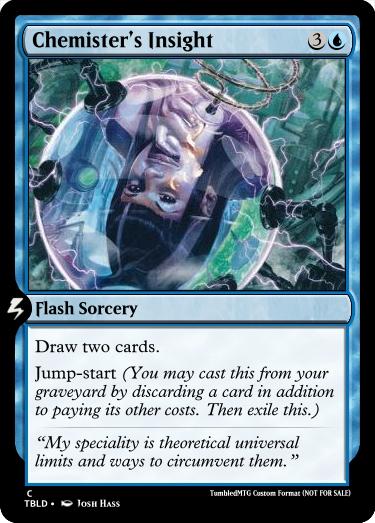 Chemister's Insight 3
Flash Sorcery
Draw two cards.
Jump-start (You may cast this from your
graveyard by discarding a card in addition
to paying its other costs. Then exile this.)
"My speciality is theoretical universal
limits and ways to circumvent them."
C
TBLD • Josh Hass
TumbledMTG Custom Format (NOT FOR SALE)